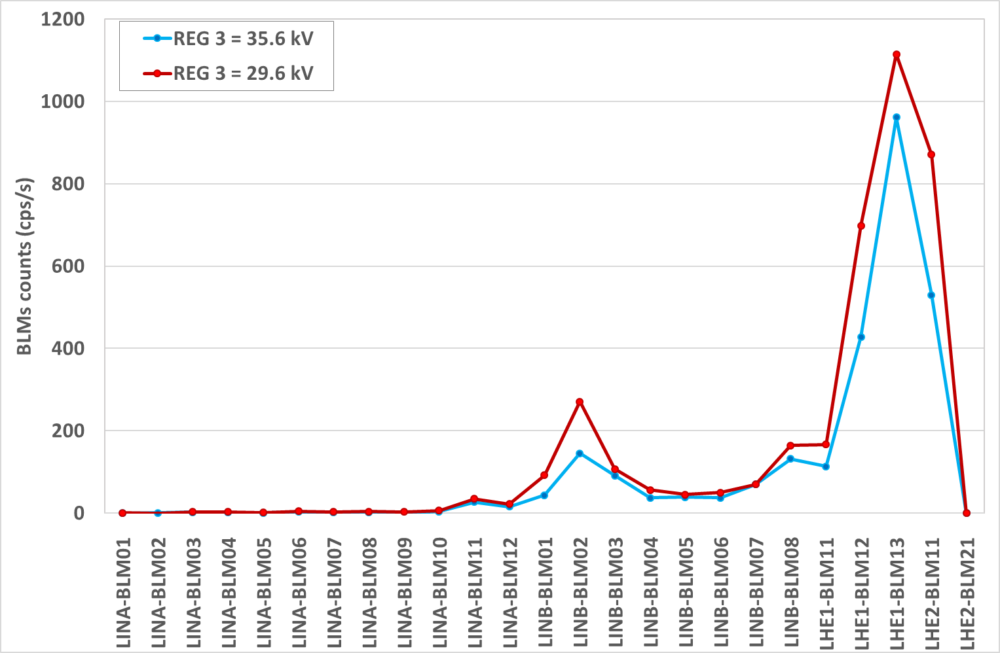 REG 3 = 35.6 kV
REG 3 = 29.6 kV
BLMs counts (cps/s)
1200
1000
800
600
400
200
0
LINA-BLM01
LINA-BLM02
LINA-BLM03
LINA-BLM04
LINA-BLM05
LINA-BLM06
LINA-BLM07
LINA-BLM08
LINA-BLM09
LINA-BLM10
LINA-BLM11
LINA-BLM12
LINB-BLM01
LINB-BLM02
LINB-BLM03
LINB-BLM04
LINB-BLM05
LINB-BLM06
LINB-BLM07
LINB-BLM08
LHE1-BLM11
LHE1-BLM12
LHE1-BLM13
LHE2-BLM11
LHE2-BLM21